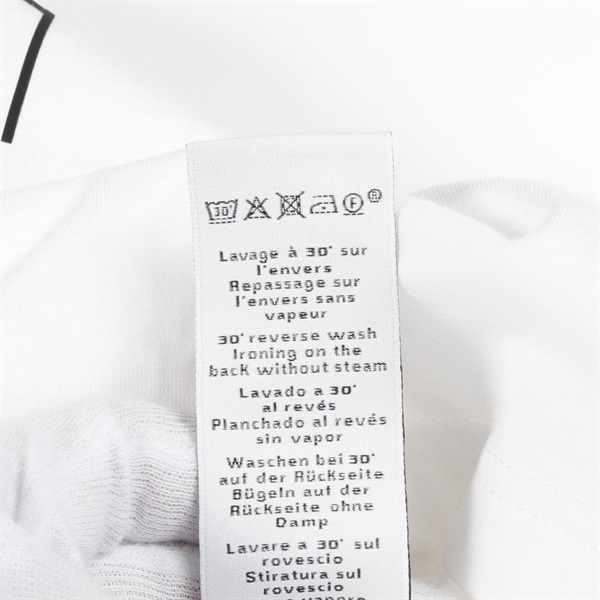 30° F ®
Lavage à 30° sur
l'envers
Repassage sur
l'envers sans
vapeur
30° reverse wash
Ironing on the
back without steam
Lavado a 30°
al revés
Planchado al revés
sin vapor
Waschen bei 30°
auf der Rückseite
Bügeln auf der
Rückseite ohne
Damp
Lavare a 30° sul
rovescio
Stiratura sul
rovescio